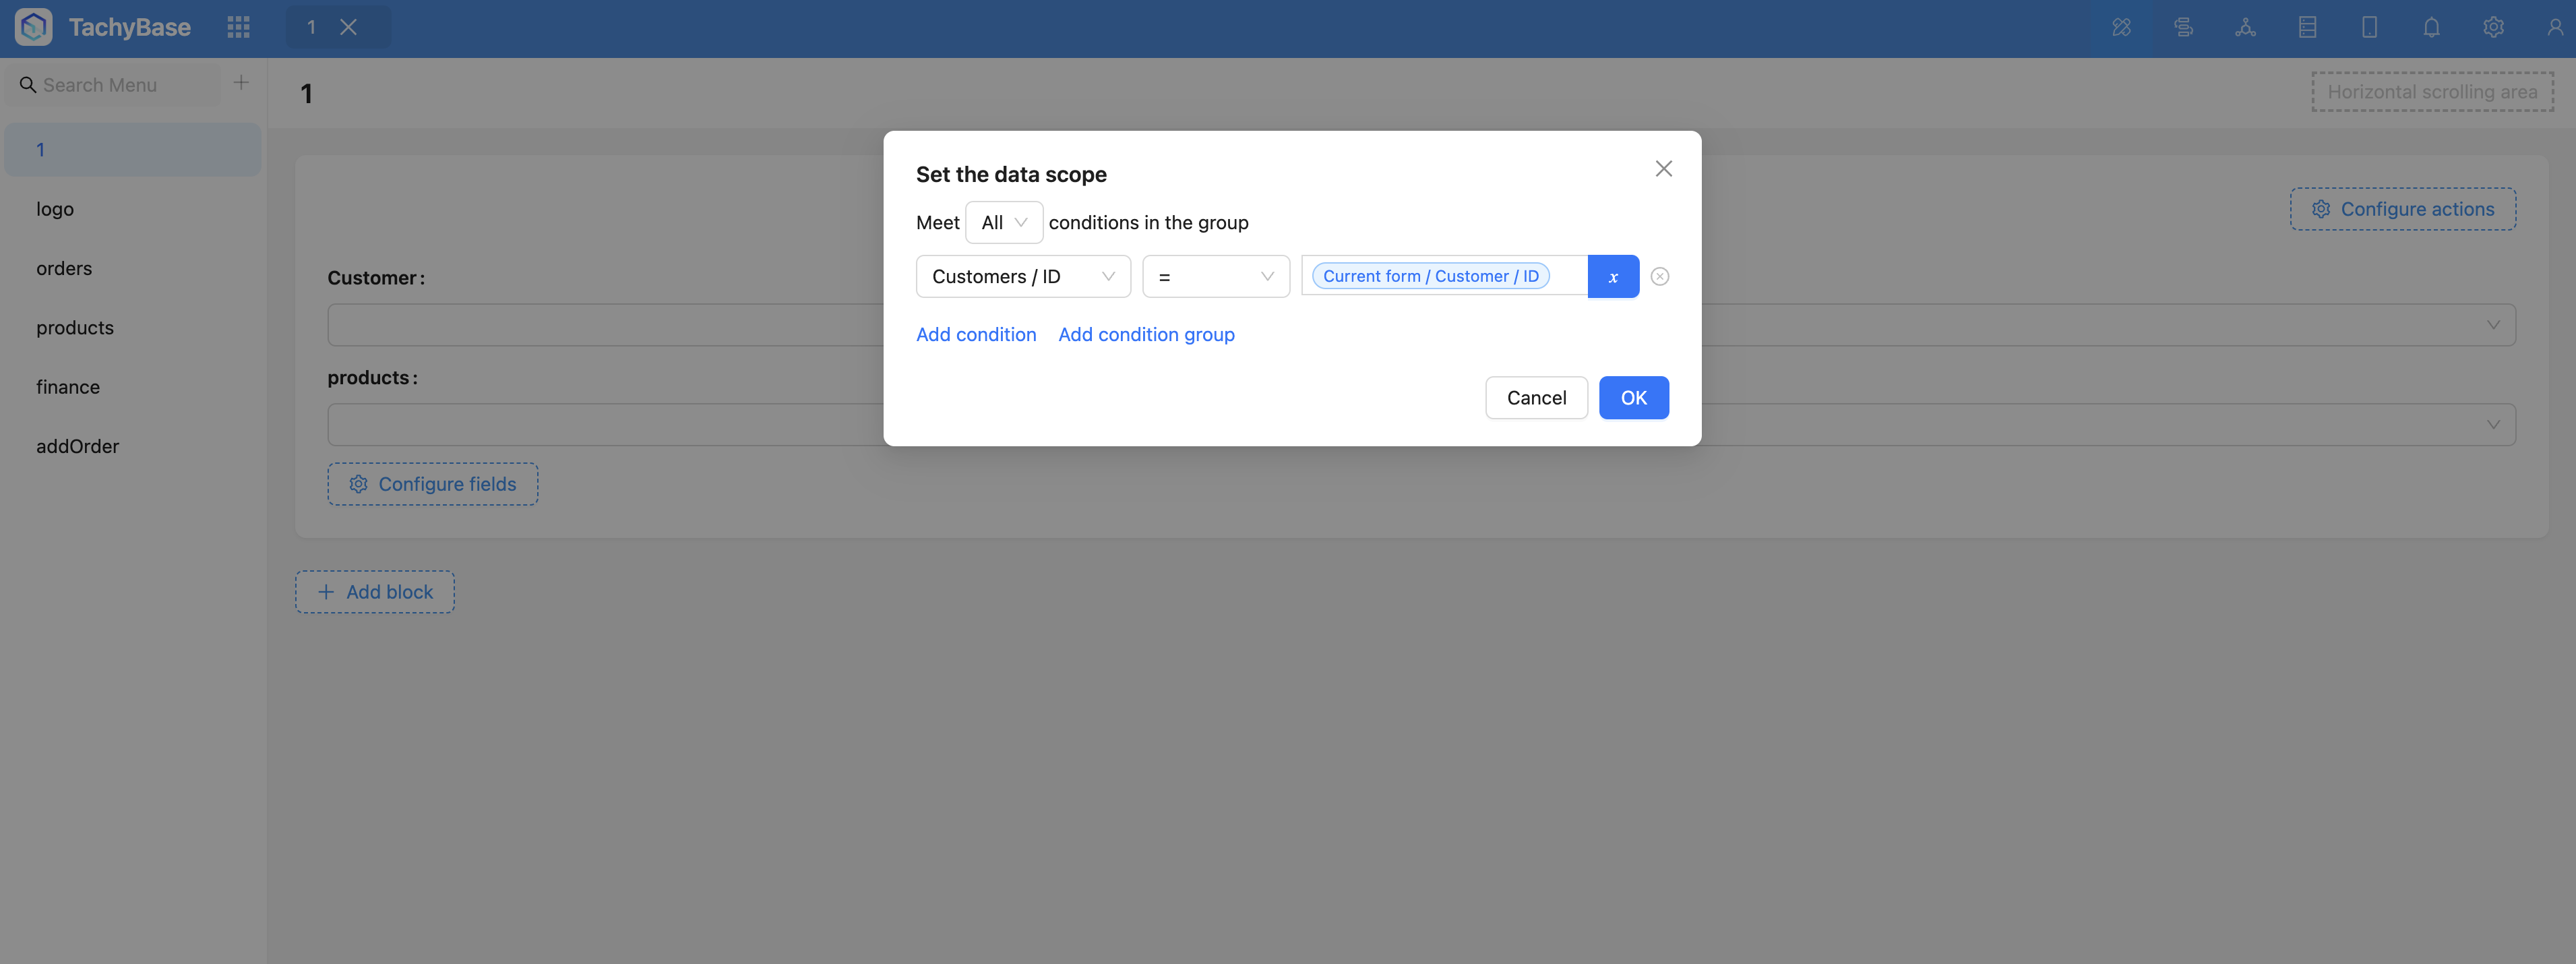 TachyBase
1
Search Menu
1
logo
orders
products
finance
addOrder
1
Horizontal scrolling area
Configure actions
Customer :
products :
Configure fields
Add block
Set the data scope
Meet All conditions in the group
Customers / ID = Current form / Customer / ID x
Add condition Add condition group
Cancel OK